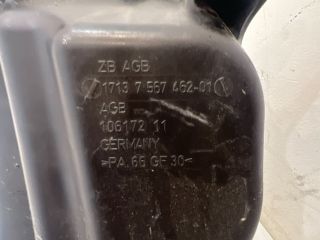 ZB AGB
1713 7 567 462-01
AGB
106172 11
GERMANY
>PA 66 GF 30<